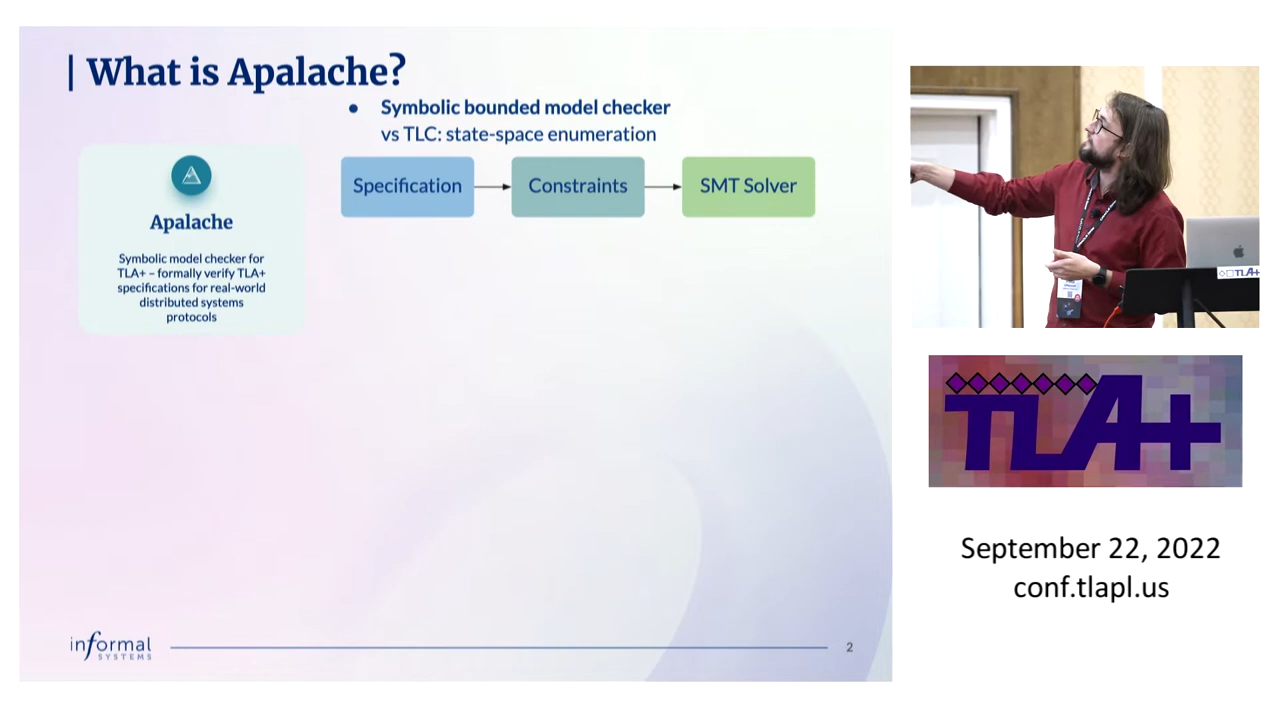 | What is Apalache?
● Symbolic bounded model checker
vs TLC: state-space enumeration
Specification
Constraints
SMT Solver
Apalache
Symbolic model checker for
TLA+ – formally verify TLA+
specifications for real-world
distributed systems
protocols
informal
SYSTEMS
2
TLA+
TLA+
September 22, 2022
conf.tlapl.us